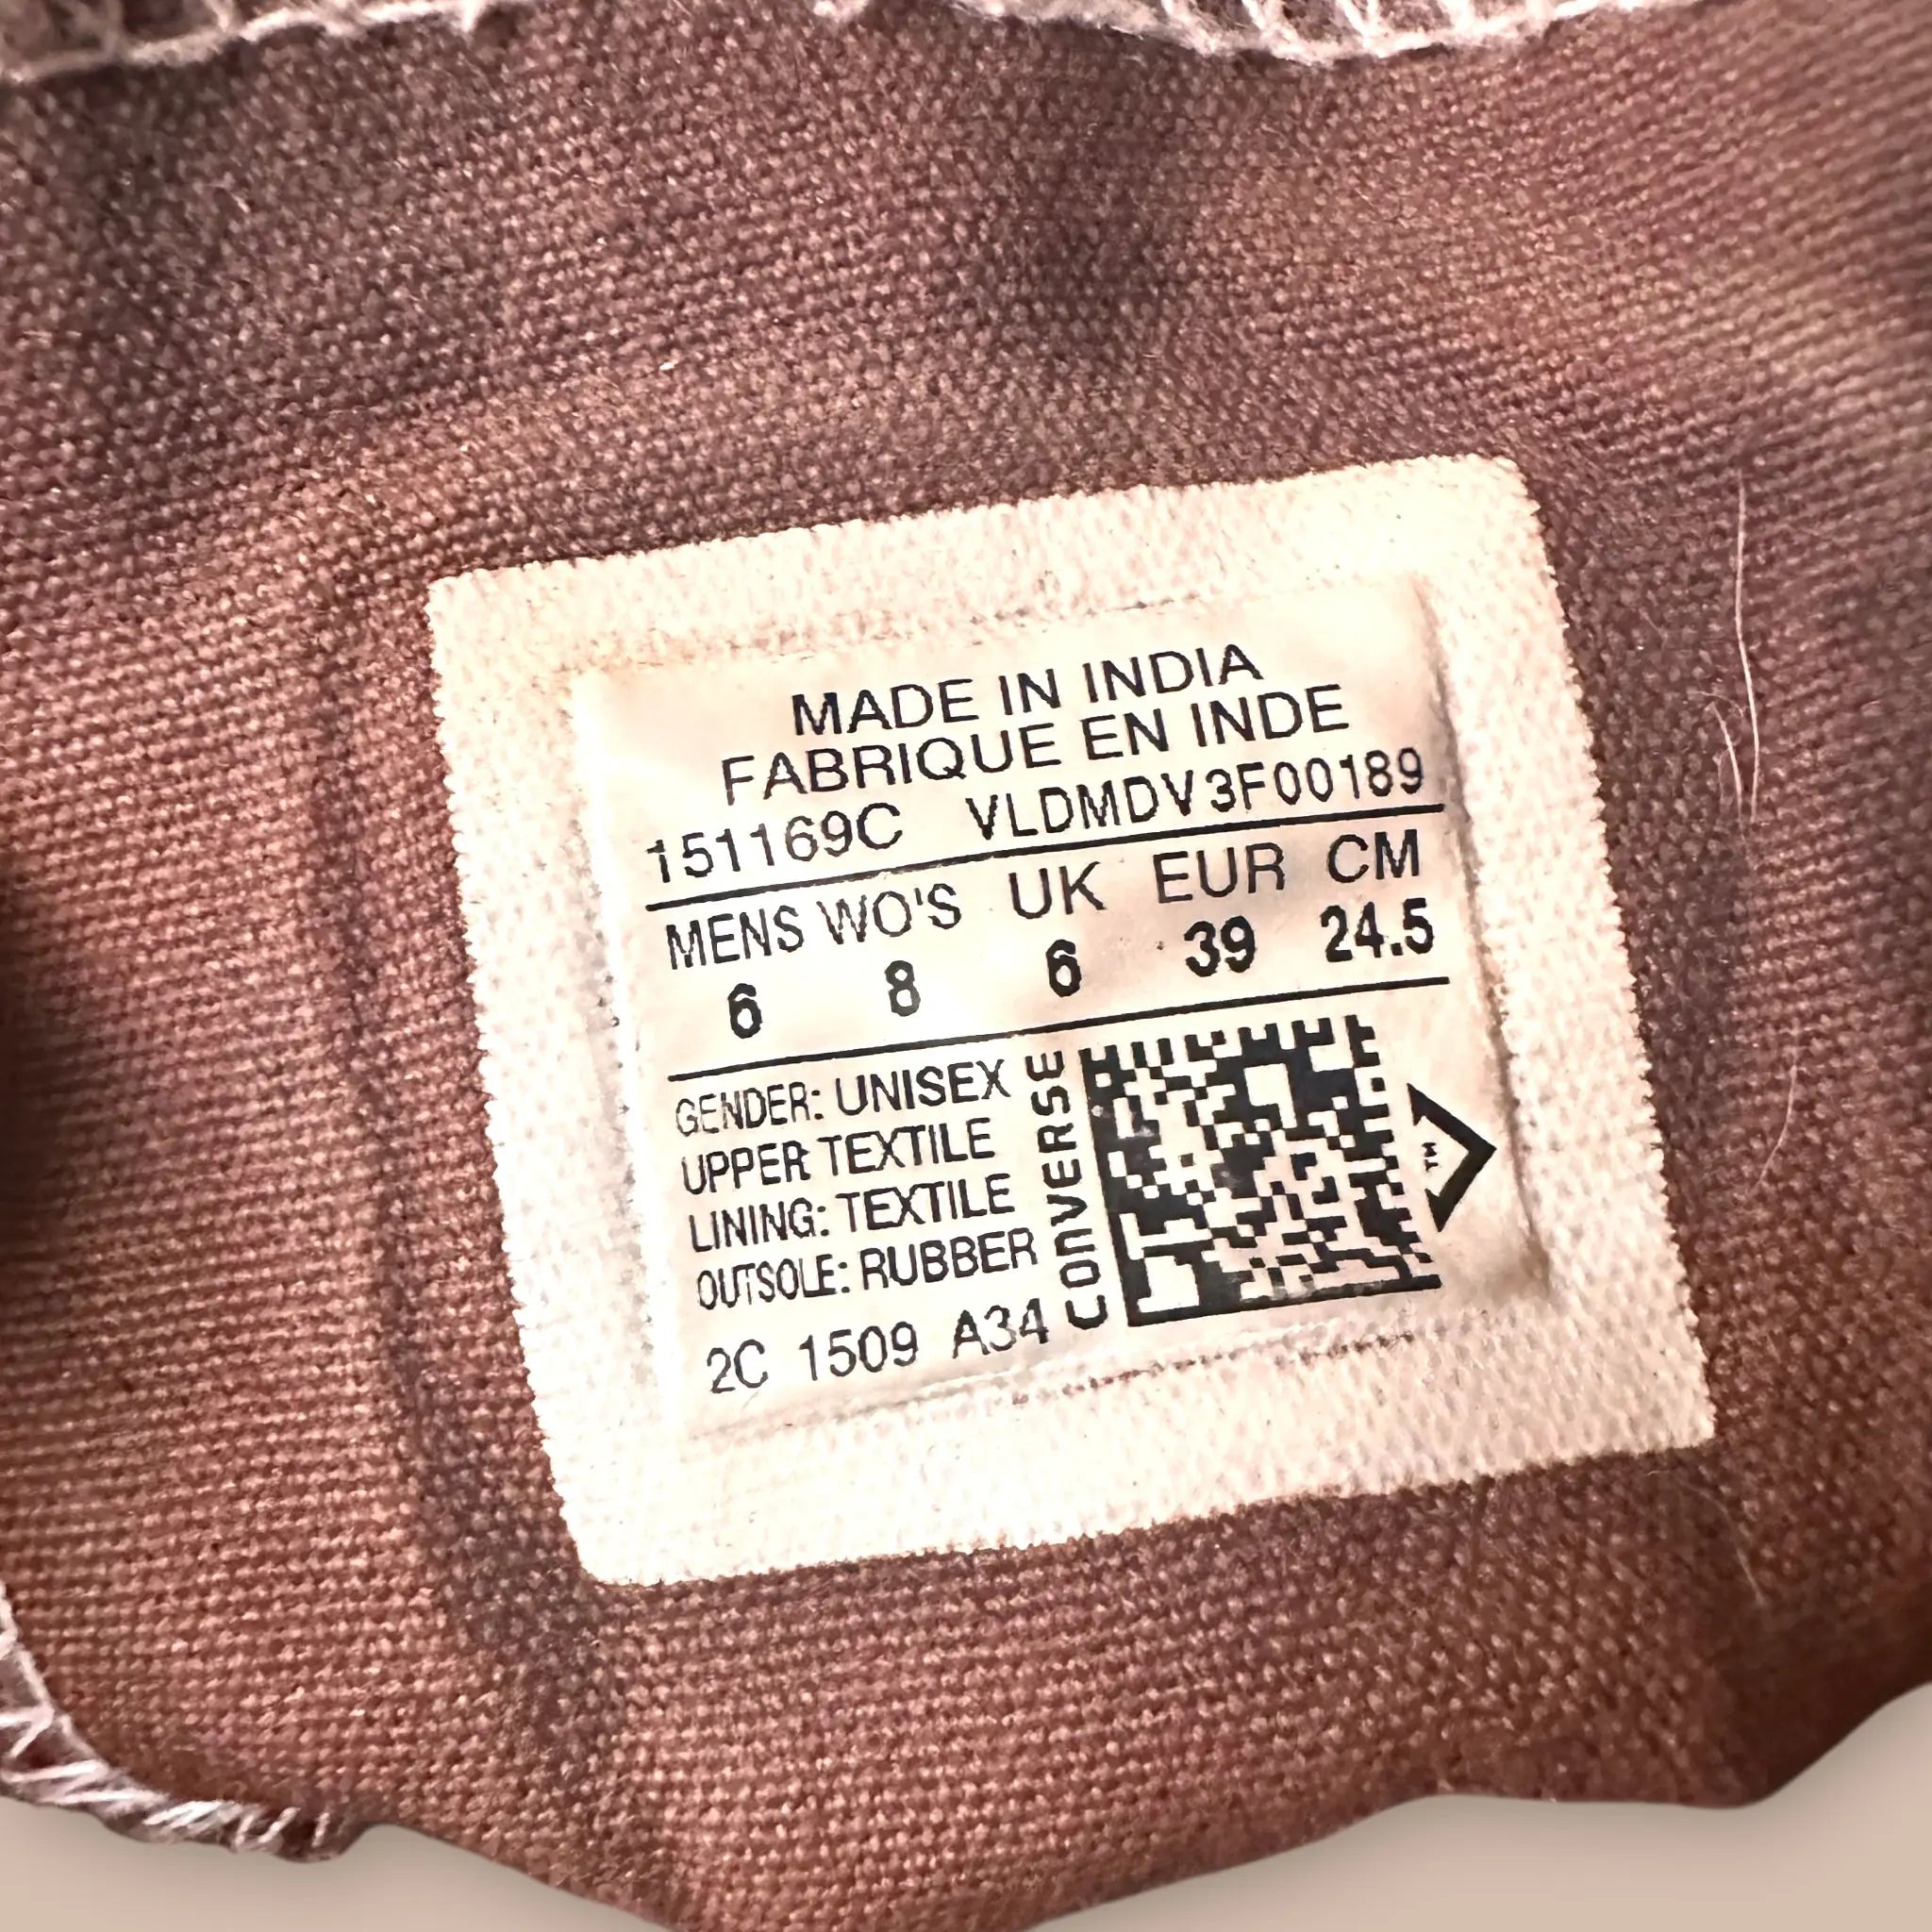 MADE IN INDIA
FABRIQUE EN INDE
151169C VLDMDV3F00189
MENS WO'S UK EUR CM
6 8 6 39 24.5
GENDER: UNISEX
UPPER TEXTILE
LINING: TEXTILE
OUTSOLE: RUBBER
2C 1509 A34
CONVERSE
TM